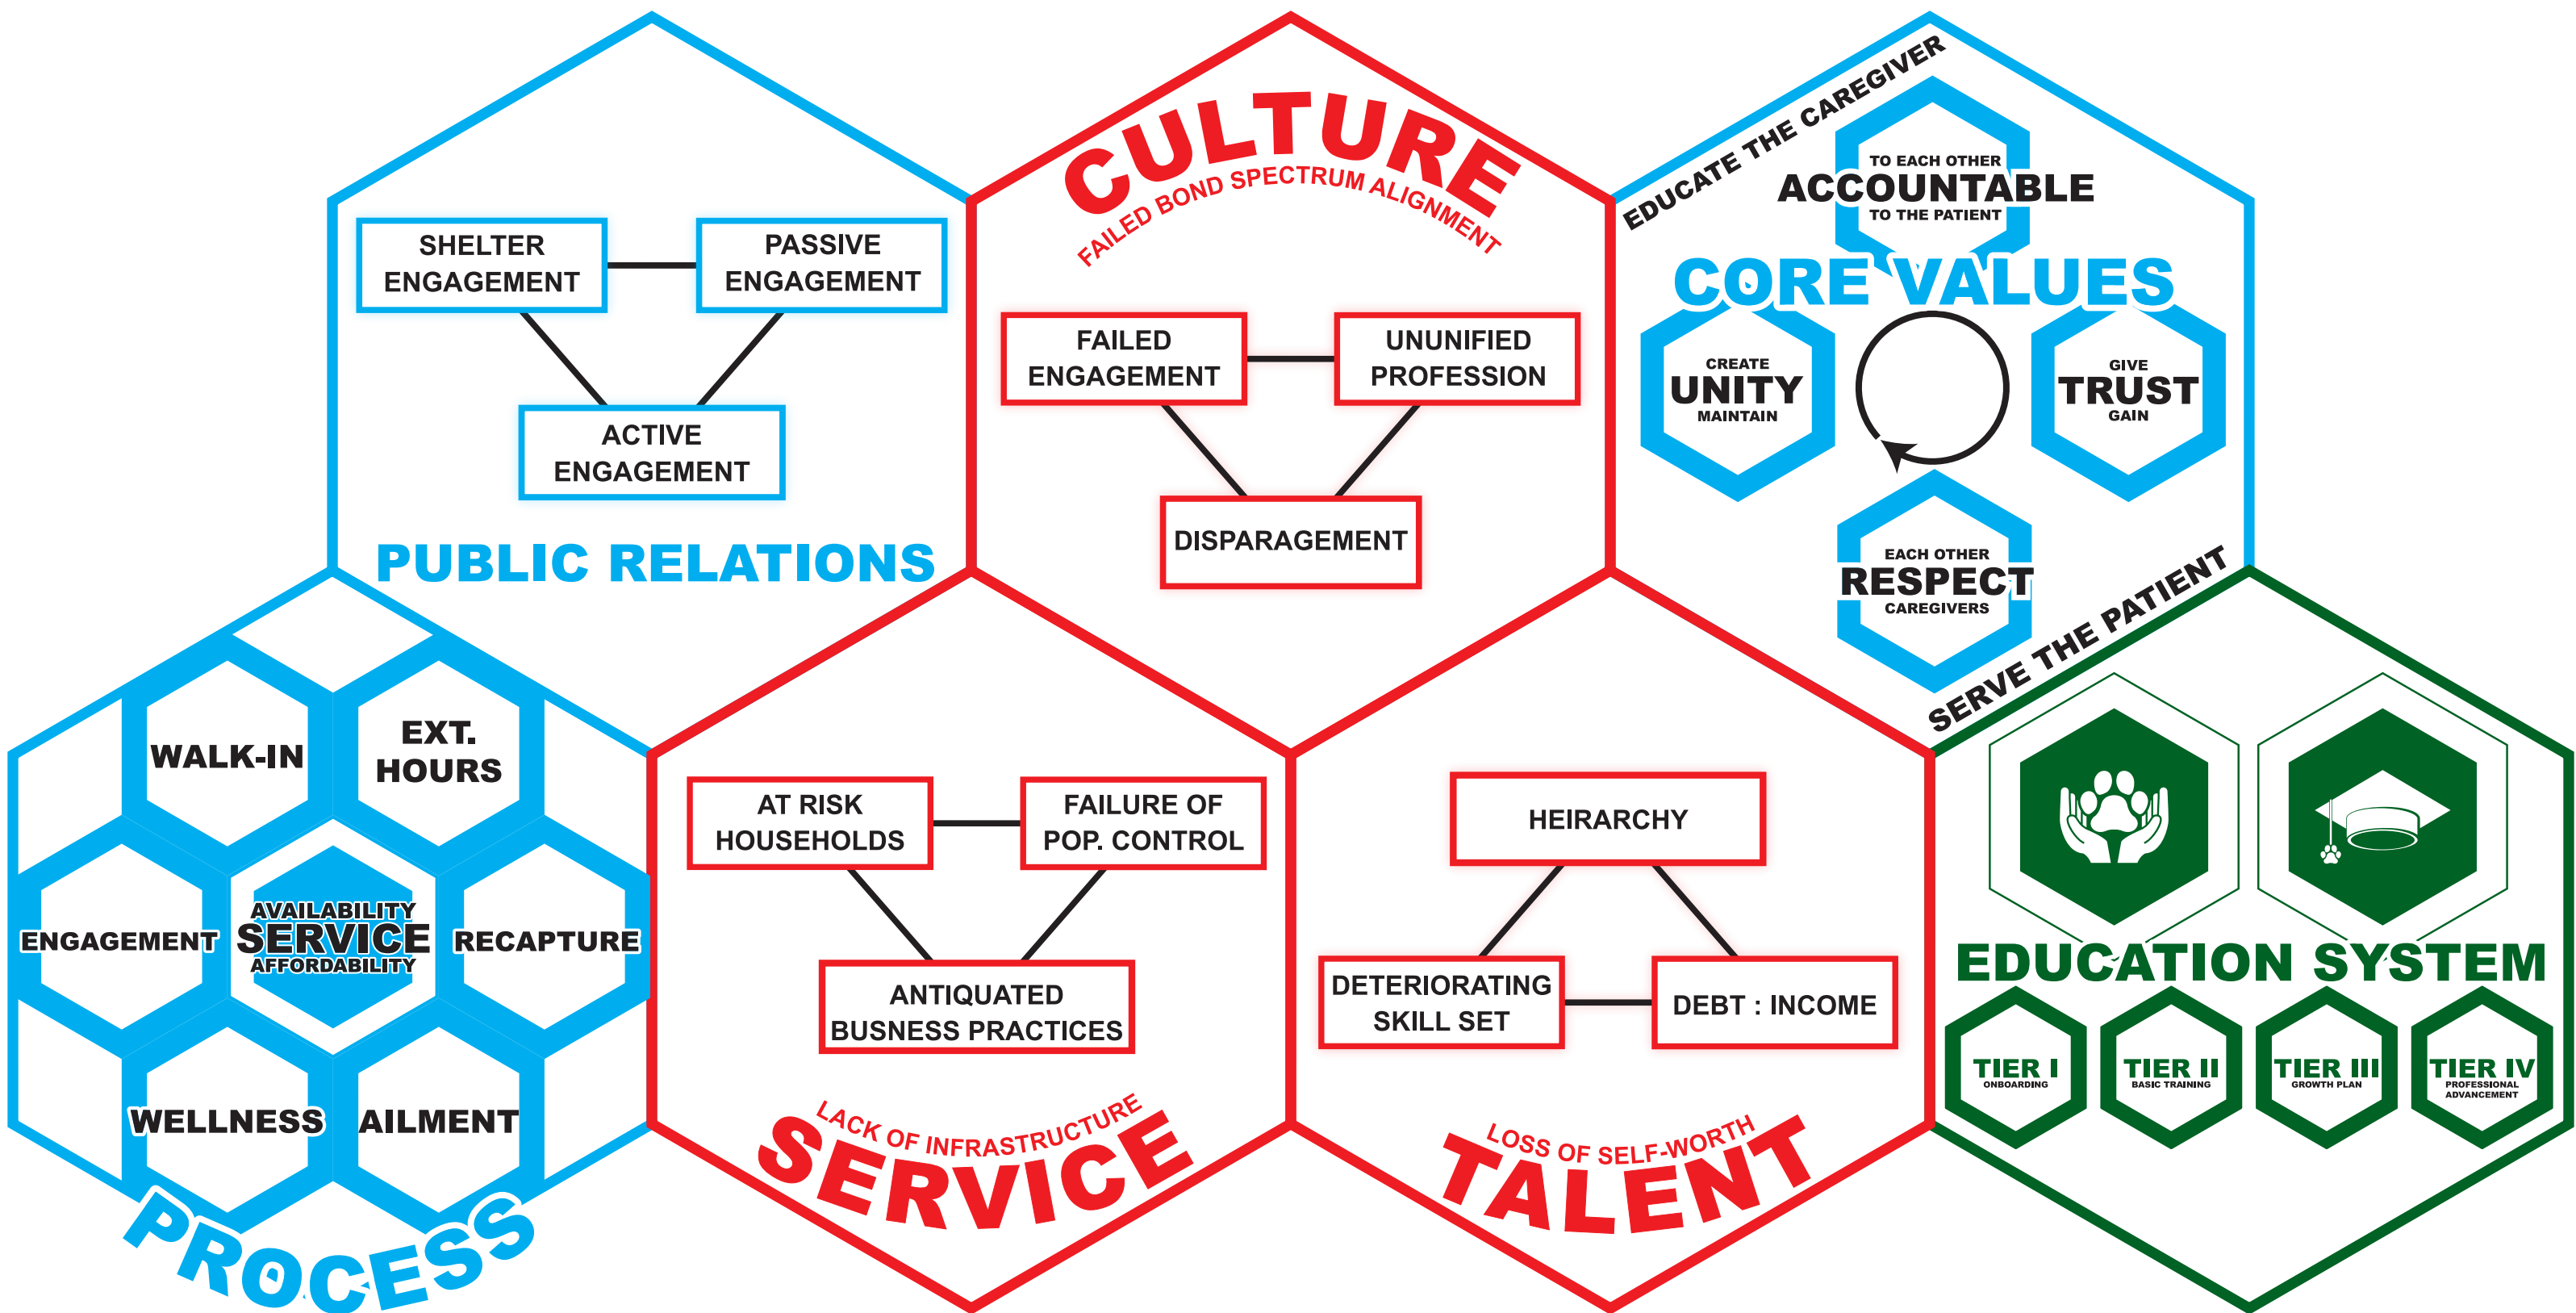 SHELTER
ENGAGEMENT
PASSIVE
ENGAGEMENT
ACTIVE
ENGAGEMENT
PUBLIC RELATIONS
CULTURE
FAILED BOND SPECTRUM ALIGNMENT
FAILED
ENGAGEMENT
UNUNIFIED
PROFESSION
DISPARAGEMENT
EDUCATE THE CAREGIVER
TO EACH OTHER
ACCOUNTABLE
TO THE PATIENT
CORE VALUES
CREATE
UNITY
MAINTAIN
GIVE
TRUST
GAIN
EACH OTHER
RESPECT
CAREGIVERS
SERVE THE PATIENT
WALK-IN
EXT.
HOURS
ENGAGEMENT
AVAILABILITY
SERVICE
AFFORDABILITY
RECAPTURE
WELLNESS
AILMENT
PROCESS
AT RISK
HOUSEHOLDS
FAILURE OF
POP. CONTROL
ANTIQUATED
BUSNESS PRACTICES
LACK OF INFRASTRUCTURE
SERVICE
HEIRARCHY
DETERIORATING
SKILL SET
DEBT : INCOME
LOSS OF SELF-WORTH
TALENT
EDUCATION SYSTEM
TIER I
ONBOARDING
TIER II
BASIC TRAINING
TIER III
GROWTH PLAN
TIER IV
PROFESSIONAL
ADVANCEMENT